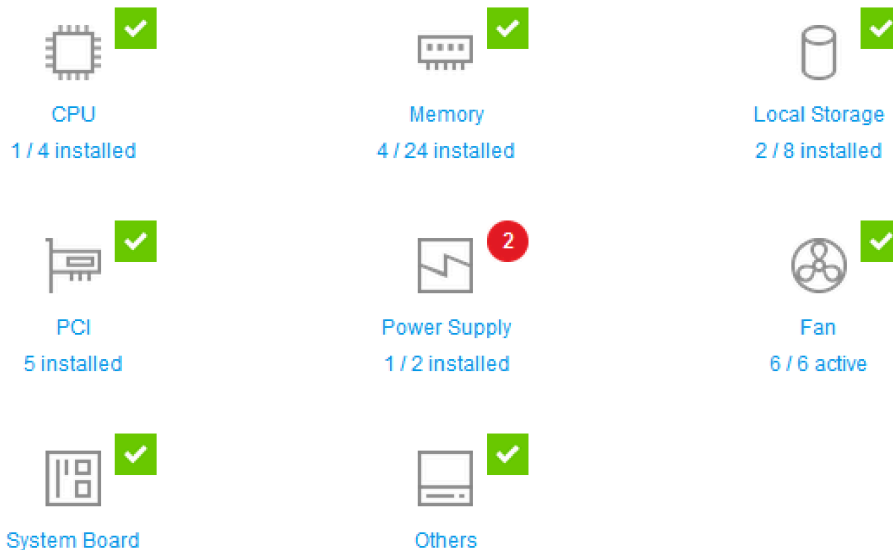 CPU
1 / 4 installed
Memory
4 / 24 installed
Local Storage
2 / 8 installed
PCI
5 installed
2
Power Supply
1 / 2 installed
Fan
6 / 6 active
System Board
Others